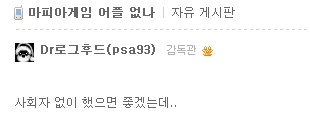 마피아게임 어플 없나 | 자유 게시판
Dr로그후드(psa93) 감독관
사회자 없이 했으면 좋겠는데..